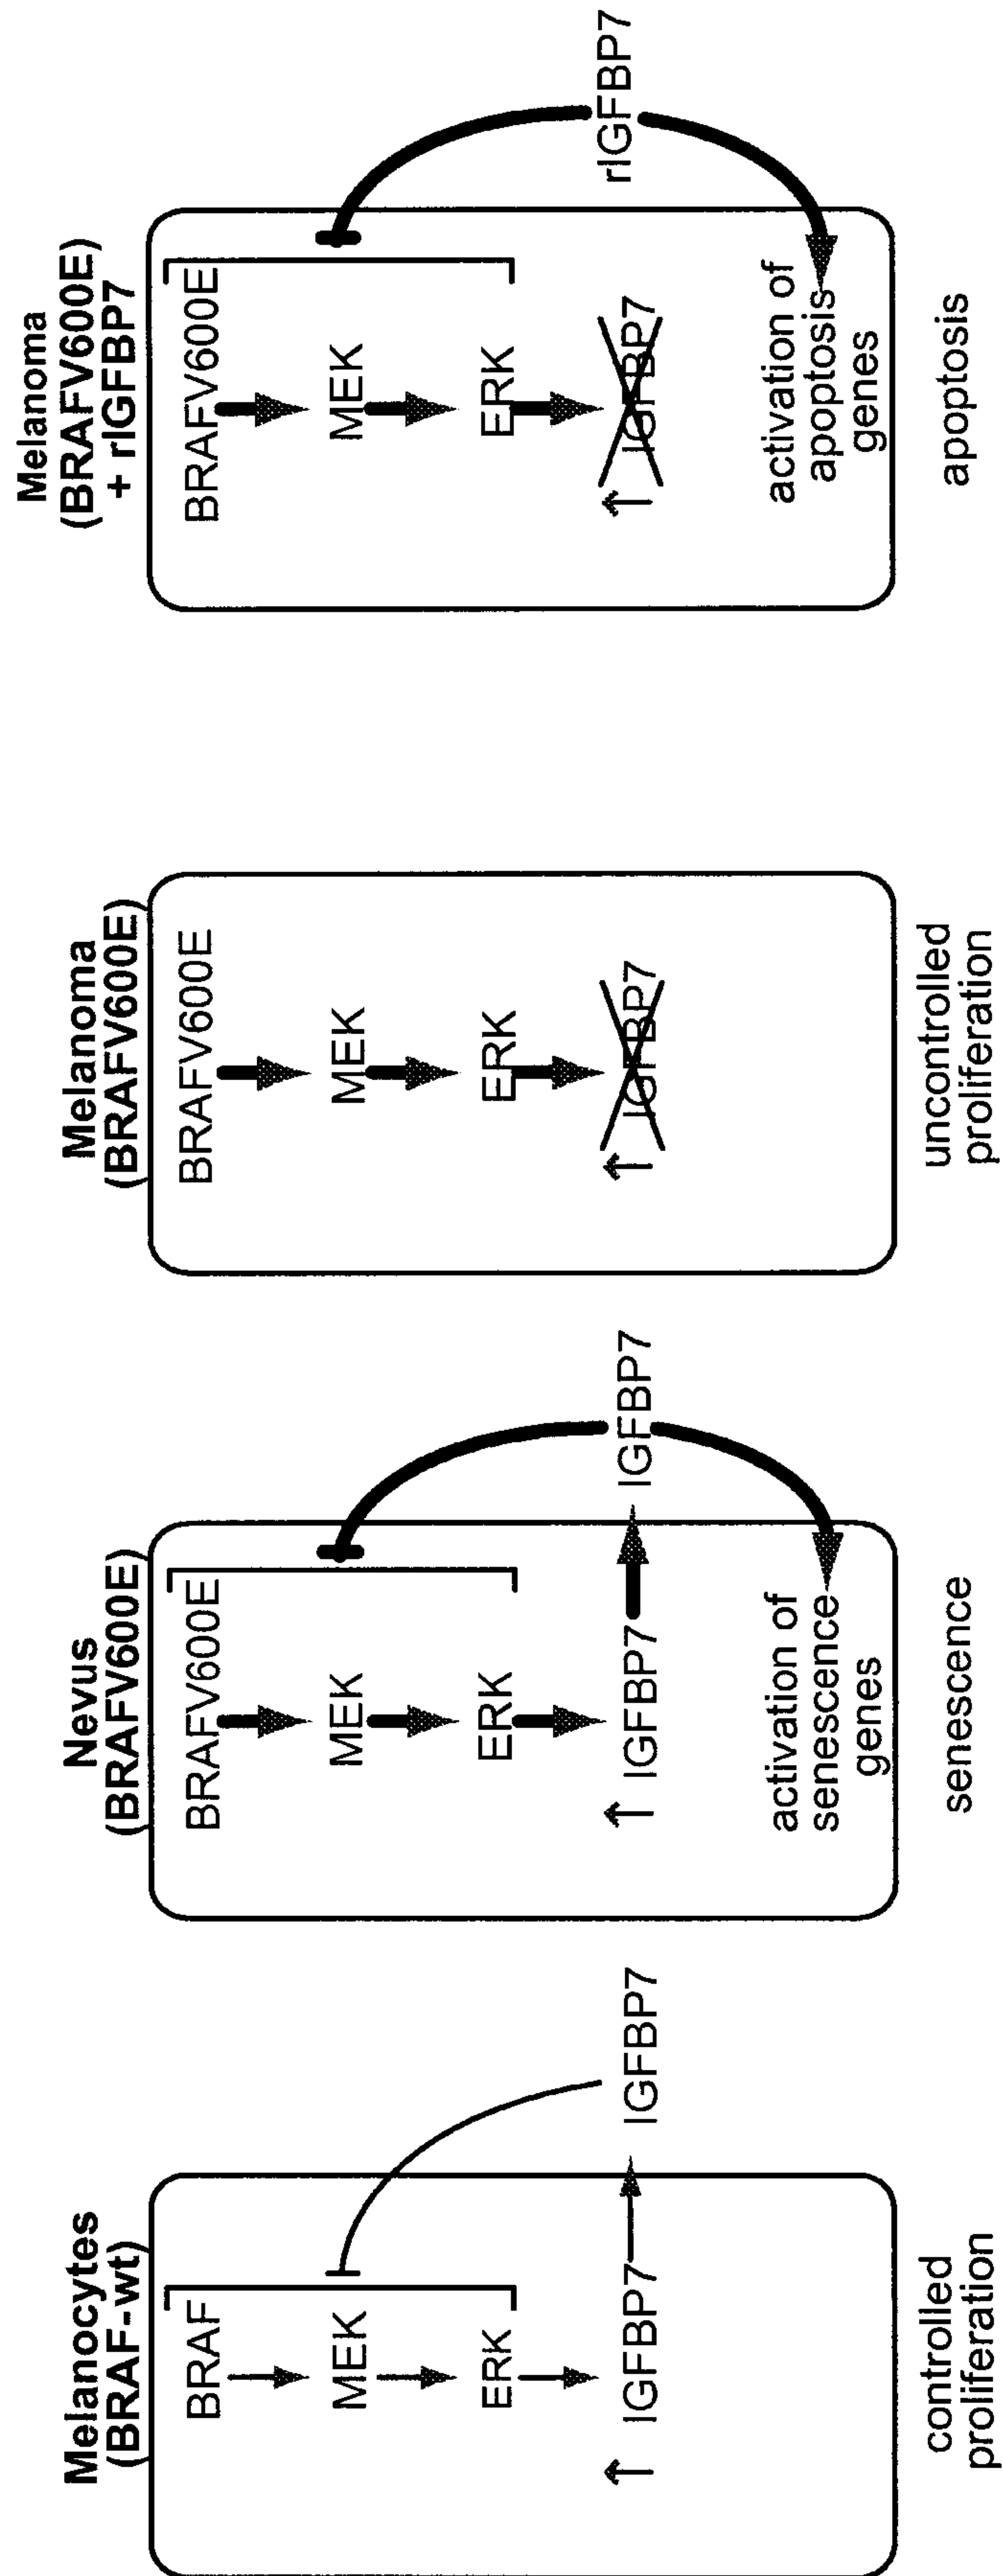 Melanocytes
(BRAF-wt)
BRAF
MEK
ERK
↑ IGFBP7
IGFBP7
controlled
proliferation
Nevus
(BRAFV600E)
BRAFV600E
MEK
ERK
↑ IGFBP7
IGFBP7
activation of
senescence
genes
senescence
Melanoma
(BRAFV600E)
BRAFV600E
MEK
ERK
↑ IGFBP7
uncontrolled
proliferation
Melanoma
(BRAFV600E)
+ rIGFBP7
BRAFV600E
MEK
ERK
↑ IGFBP7
rIGFBP7
activation of
apoptosis
genes
apoptosis